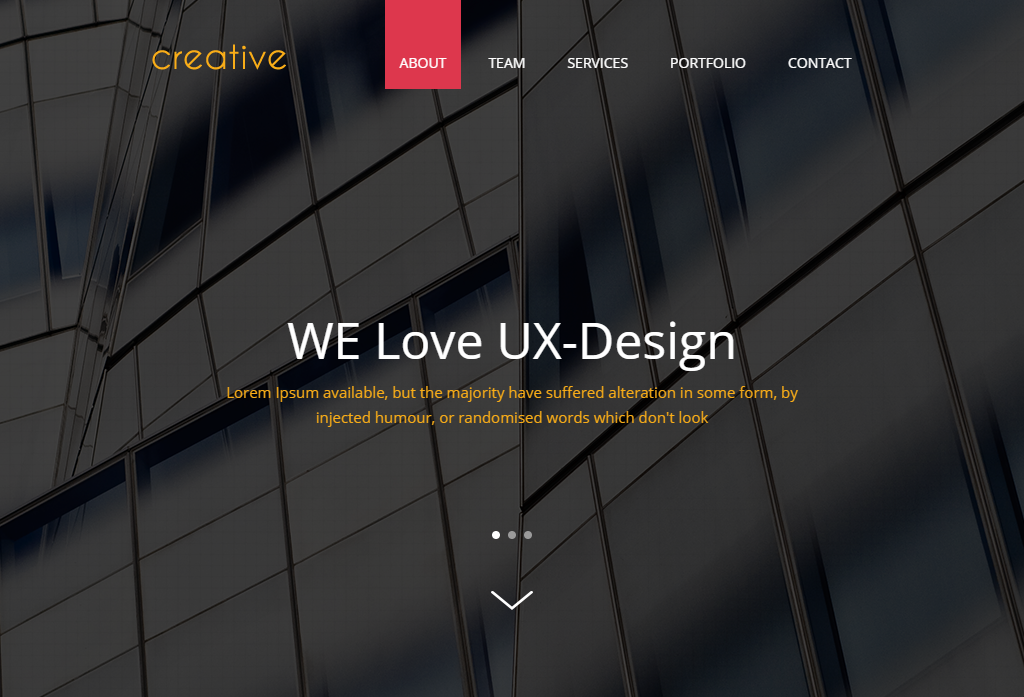 creative
ABOUT TEAM SERVICES PORTFOLIO CONTACT
WE Love UX-Design
Lorem Ipsum available, but the majority have suffered alteration in some form, by
injected humour, or randomised words which don't look